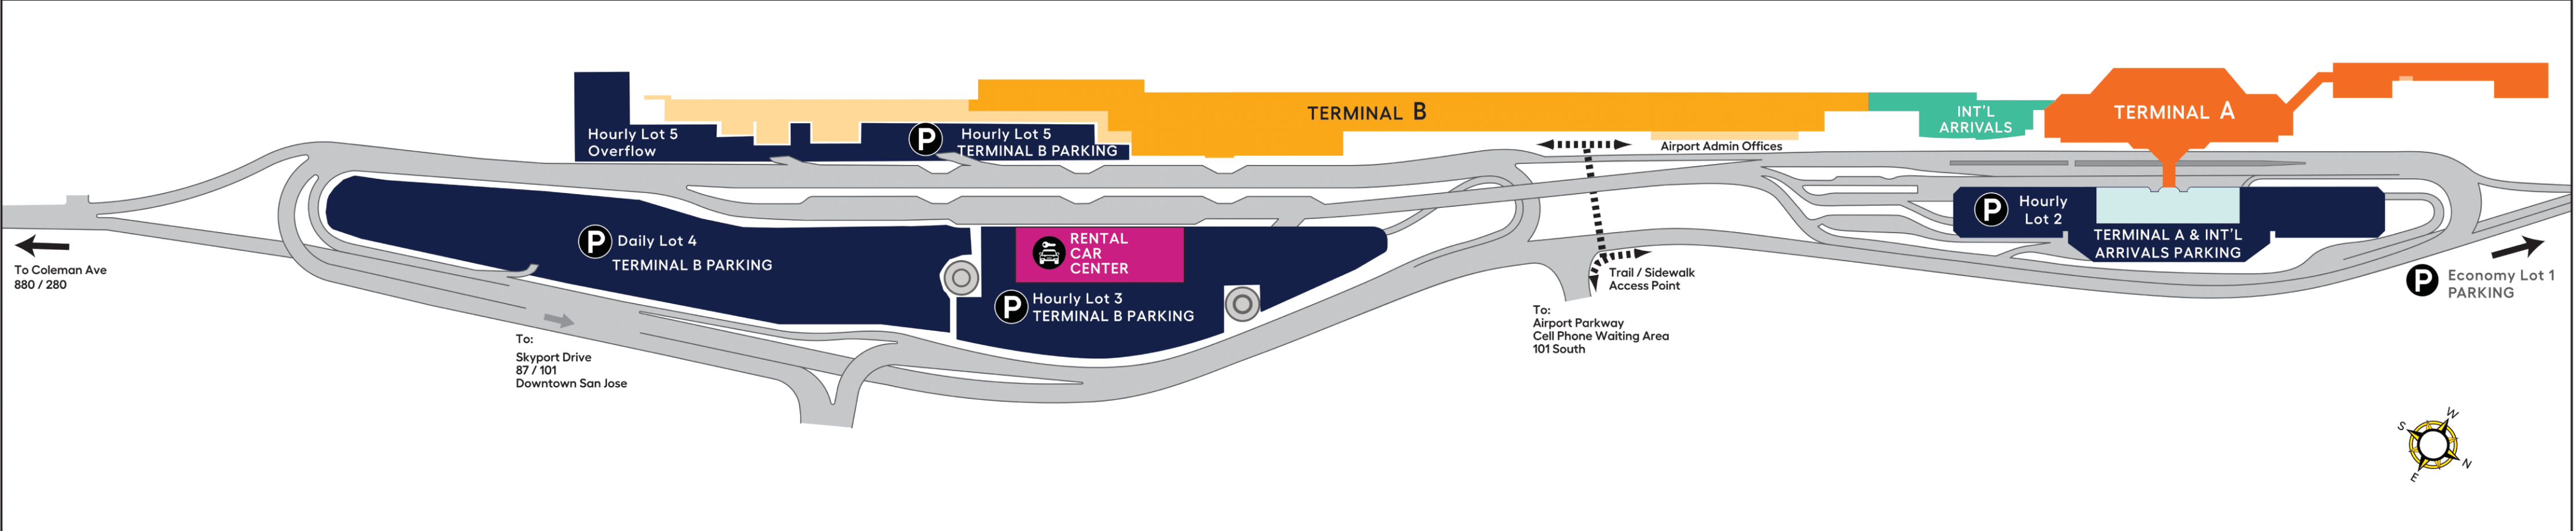 TERMINAL B
INT'L
ARRIVALS
TERMINAL A
Hourly Lot 5
Overflow
P
Hourly Lot 5
TERMINAL B PARKING
Airport Admin Offices
P
Daily Lot 4
TERMINAL B PARKING
RENTAL
CAR
CENTER
P
Hourly Lot 3
TERMINAL B PARKING
P
Hourly
Lot 2
TERMINAL A & INT'L
ARRIVALS PARKING
To Coleman Ave
880 / 280
Trail / Sidewalk
Access Point
P
Economy Lot 1
PARKING
To:
Airport Parkway
Cell Phone Waiting Area
101 South
To:
Skyport Drive
87 / 101
Downtown San Jose
W
S
N
E